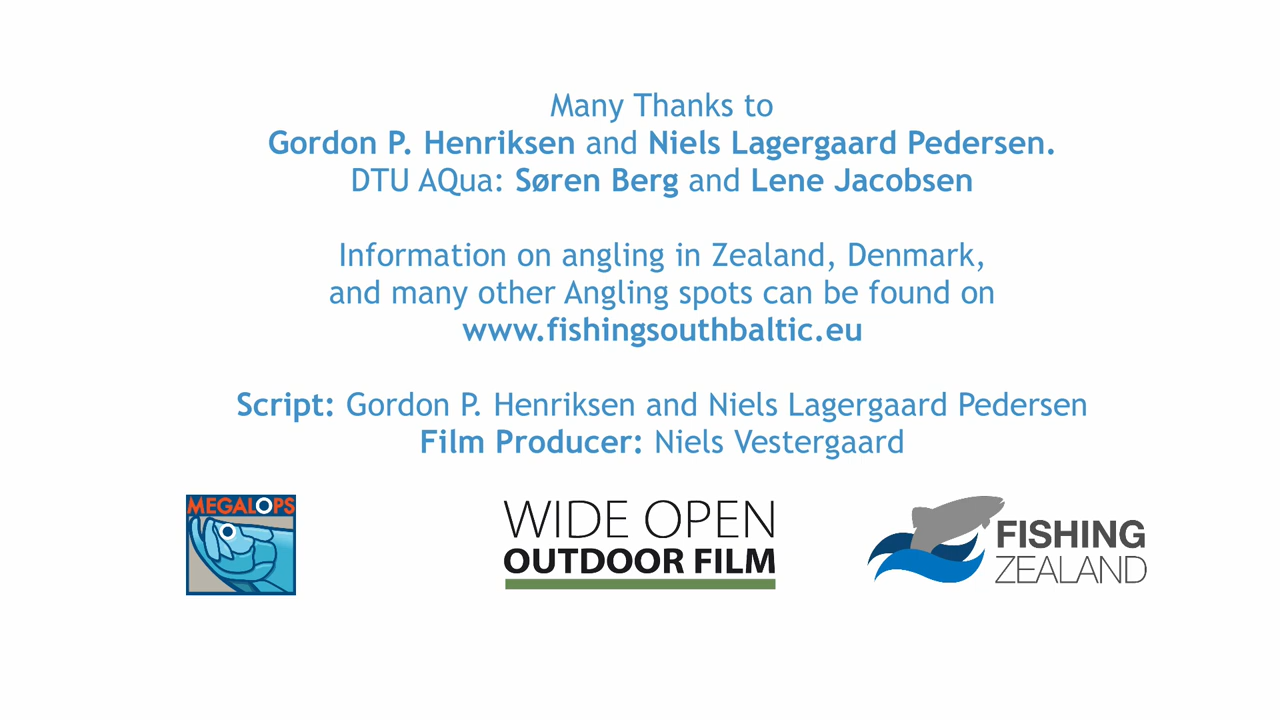 Many Thanks to
Gordon P. Henriksen and Niels Lagergaard Pedersen.
DTU AQua: Søren Berg and Lene Jacobsen
Information on angling in Zealand, Denmark,
and many other Angling spots can be found on
www.fishingsouthbaltic.eu
Script: Gordon P. Henriksen and Niels Lagergaard Pedersen
Film Producer: Niels Vestergaard
MEGALOPS
WIDE OPEN
OUTDOOR FILM
FISHING
ZEALAND